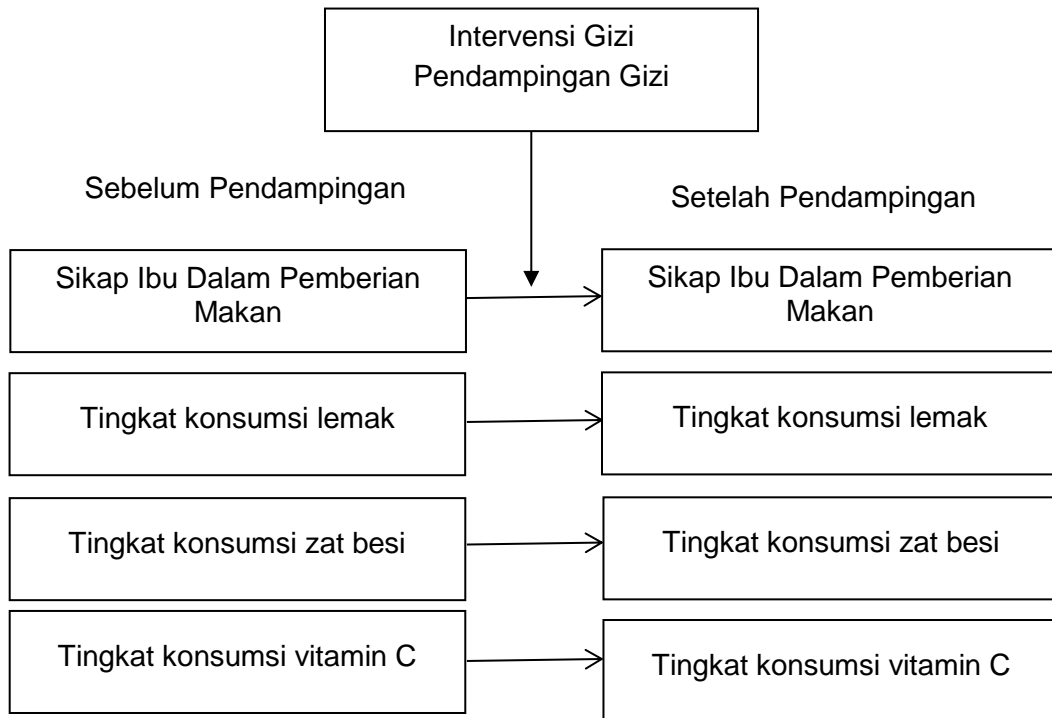 Intervensi Gizi
Pendampingan Gizi
Sebelum Pendampingan
Setelah Pendampingan
Sikap Ibu Dalam Pemberian
Makan
Sikap Ibu Dalam Pemberian
Makan
Tingkat konsumsi lemak
Tingkat konsumsi lemak
Tingkat konsumsi zat besi
Tingkat konsumsi zat besi
Tingkat konsumsi vitamin C
Tingkat konsumsi vitamin C